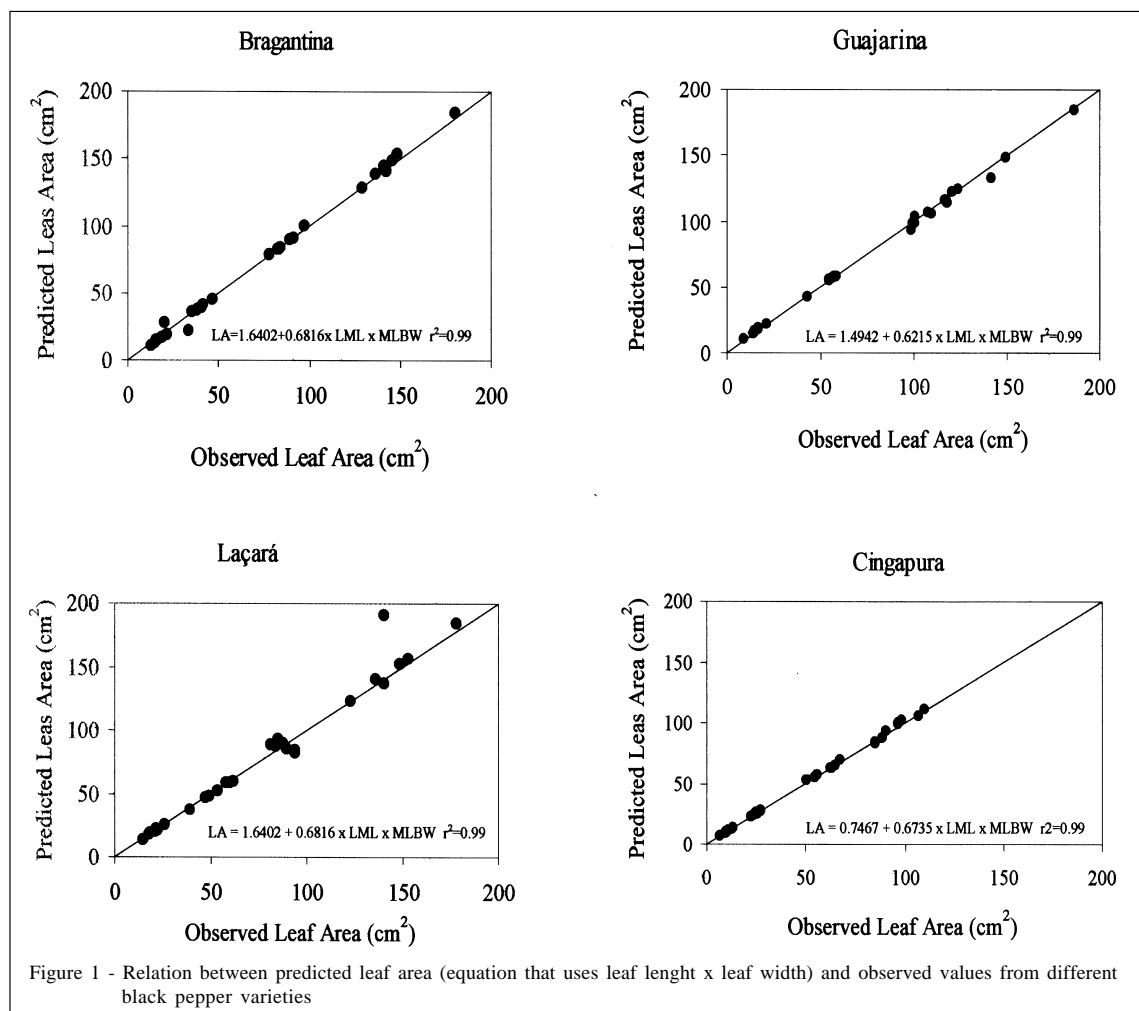 Bragantina
Predicted Leas Area (cm²)
200
150
100
50
0
LA=1.6402+0.6816x LML x MLBW r²=0.99
0 50 100 150 200
Observed Leaf Area (cm²)
Guajarina
Predicted Leas Area (cm²)
200
150
100
50
0
LA = 1.4942 + 0.6215 x LML x MLBW r²=0.99
0 50 100 150 200
Observed Leaf Area (cm²)
Laçará
Predicted Leas Area (cm²)
200
150
100
50
0
LA = 1.6402 + 0.6816 x LML x MLBW r²=0.99
0 50 100 150 200
Observed Leaf Area (cm²)
Cingapura
Predicted Leas Area (cm²)
200
150
100
50
0
LA = 0.7467 + 0.6735 x LML x MLBW r2=0.99
0 50 100 150 200
Observed Leaf Area (cm²)
Figure 1 - Relation between predicted leaf area (equation that uses leaf lenght x leaf width) and observed values from different
black pepper varieties